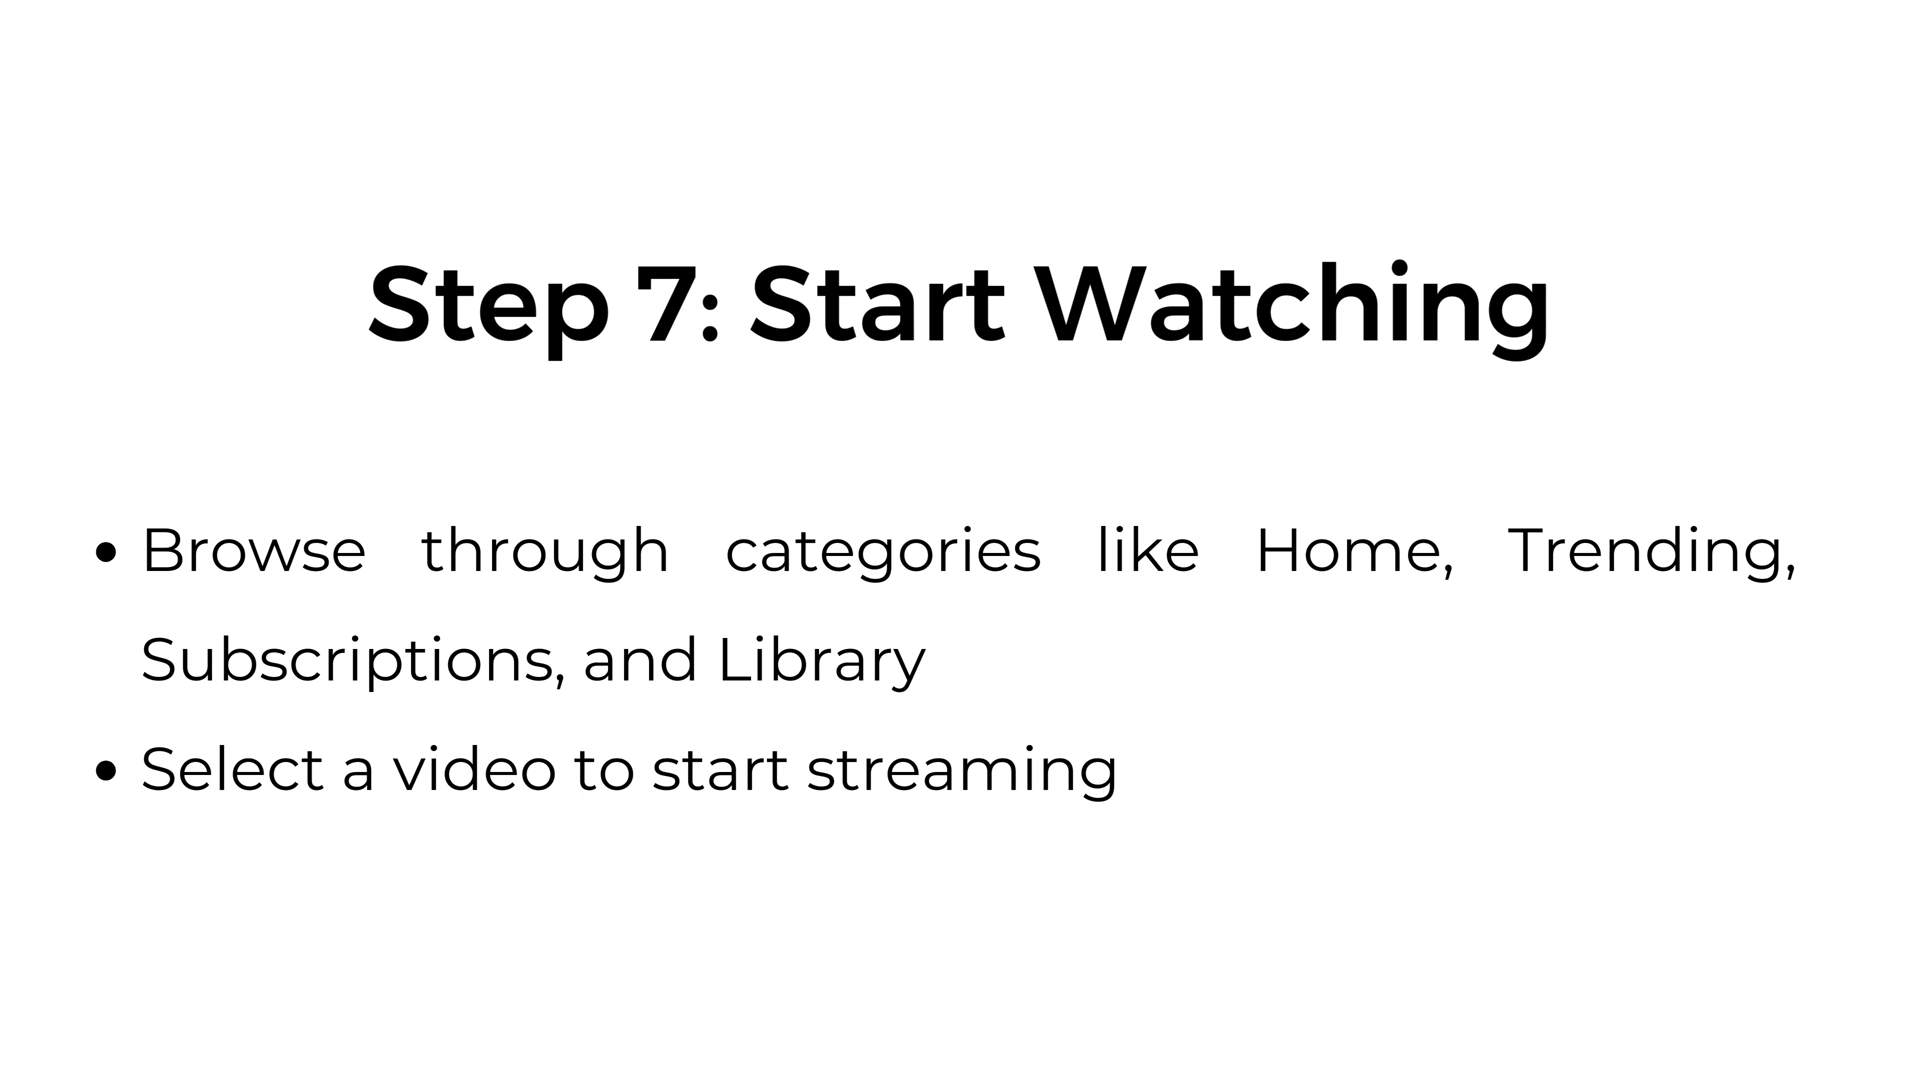 Step 7: Start Watching
• Browse through categories like Home, Trending,
Subscriptions, and Library
• Select a video to start streaming